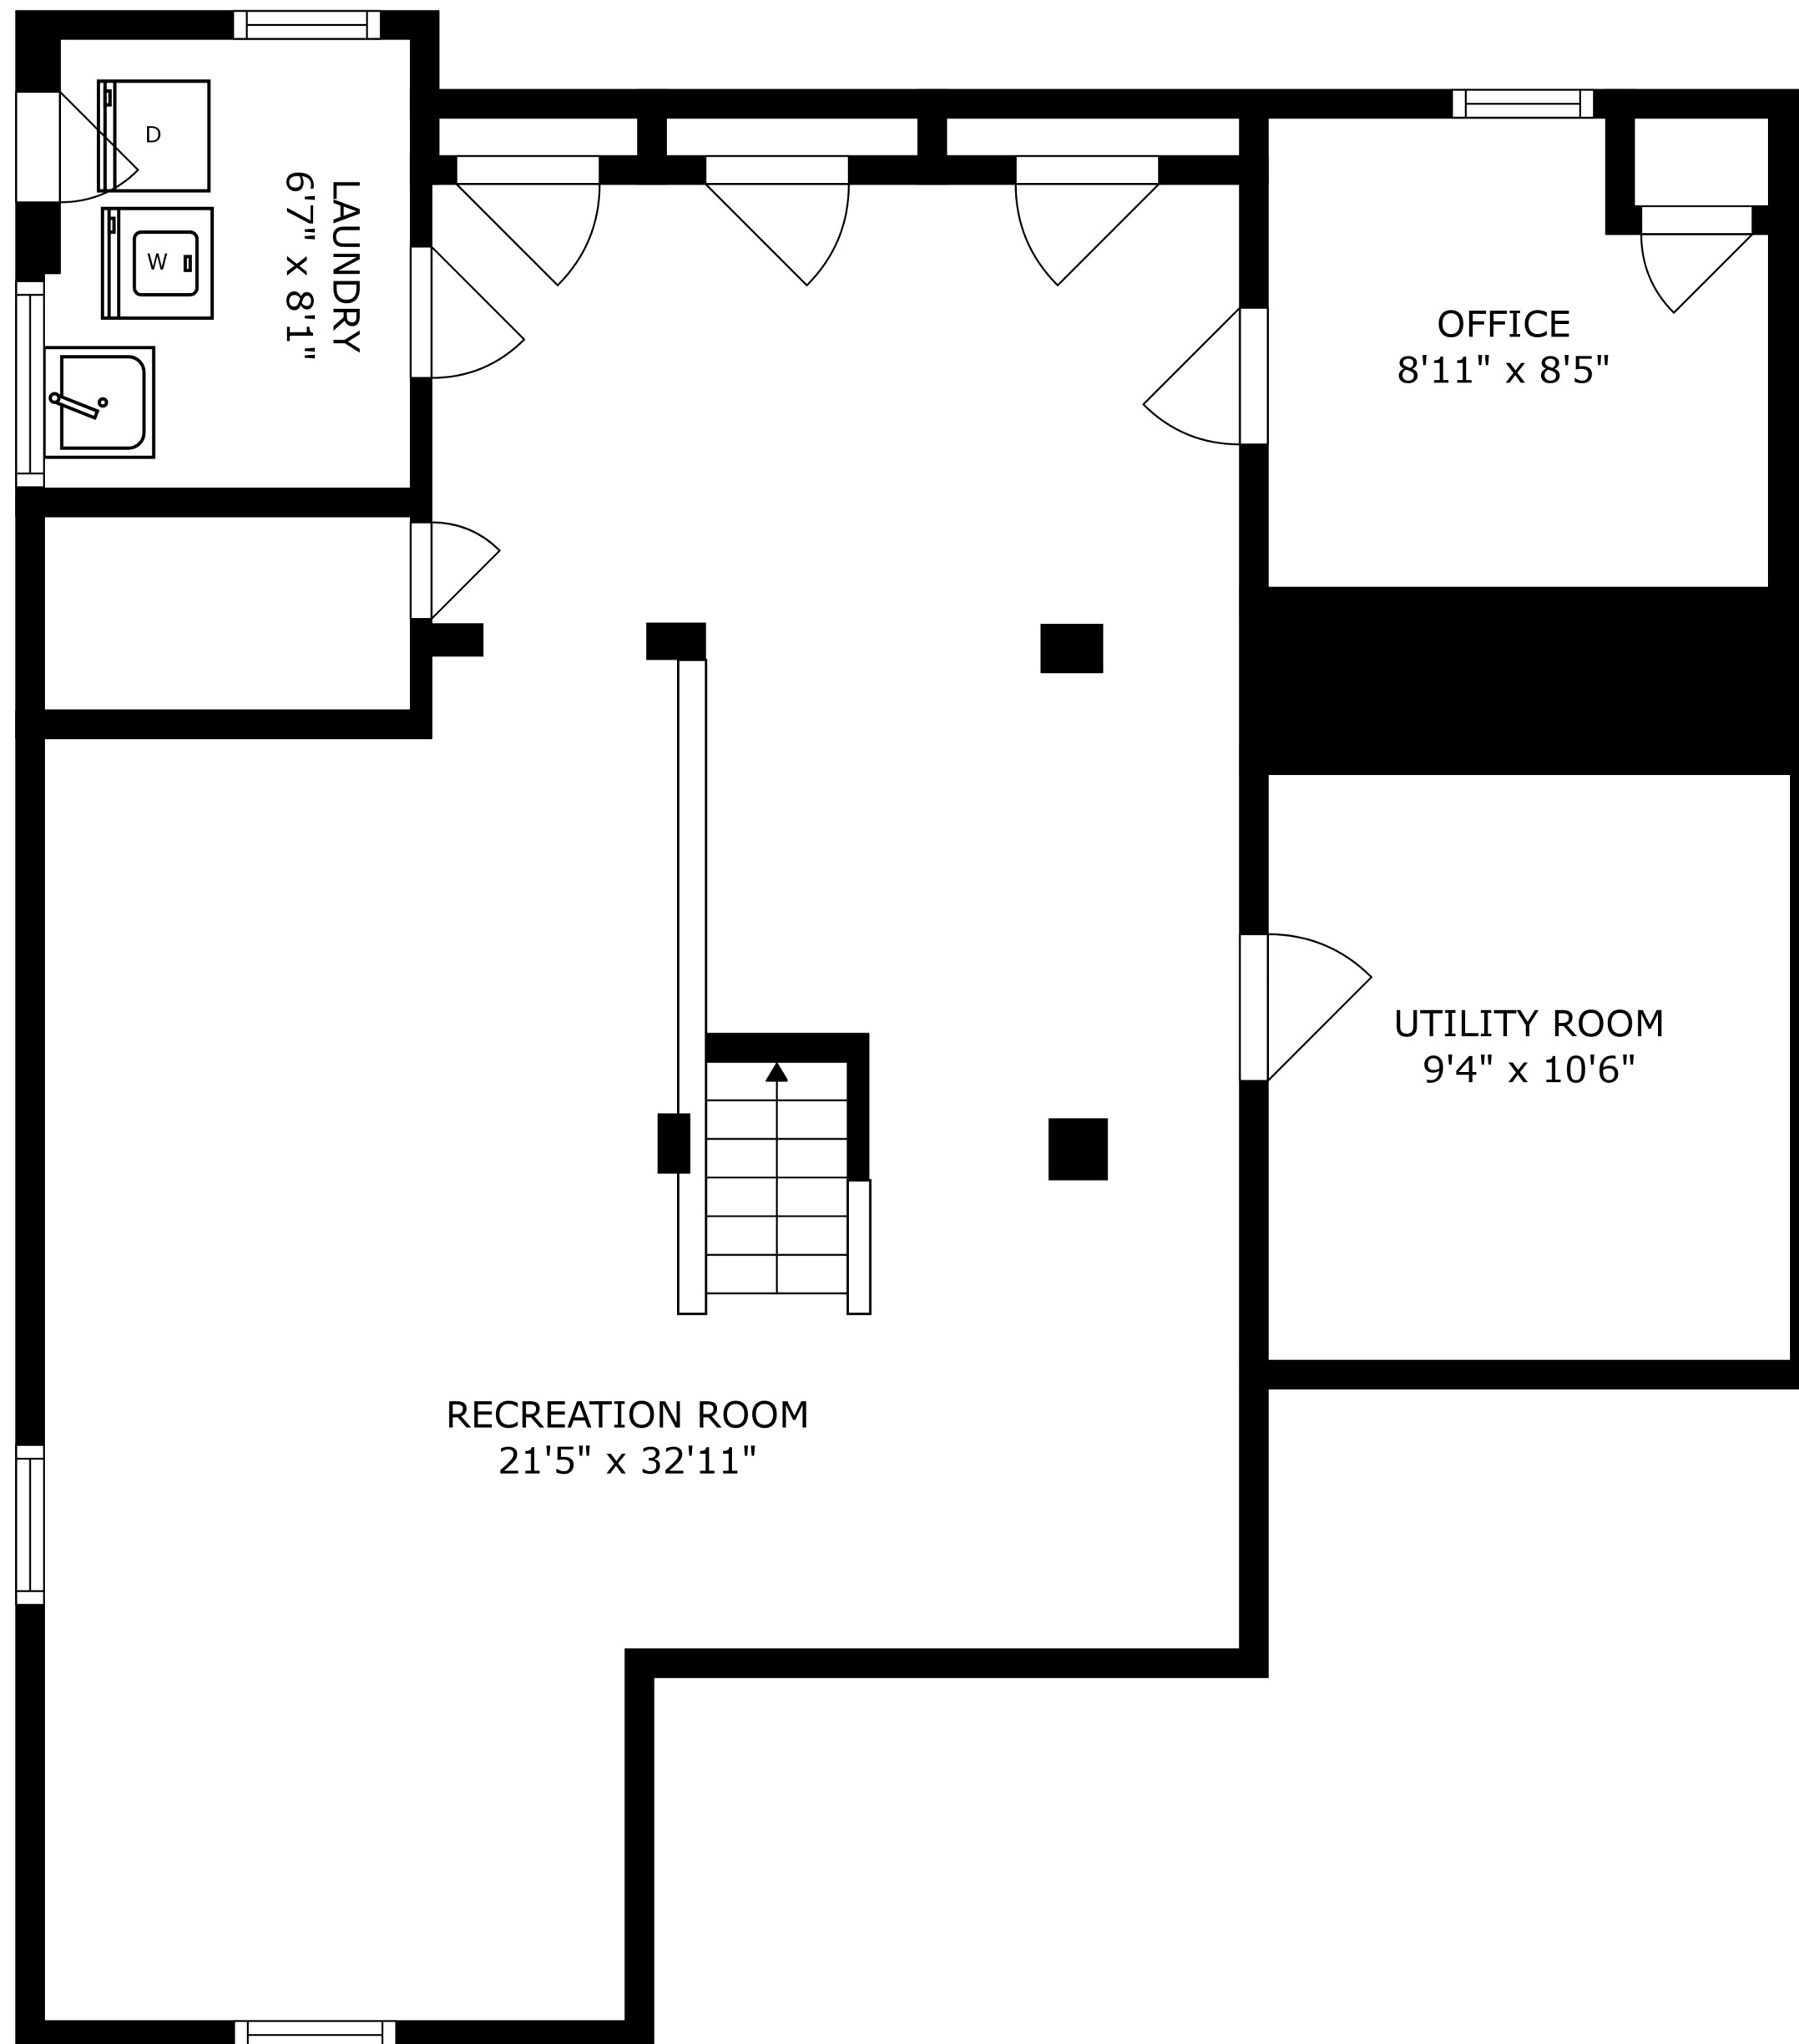 D
W
LAUNDRY
6'7" x 8'1"
OFFICE
8'11" x 8'5"
UTILITY ROOM
9'4" x 10'6"
RECREATION ROOM
21'5" x 32'11"